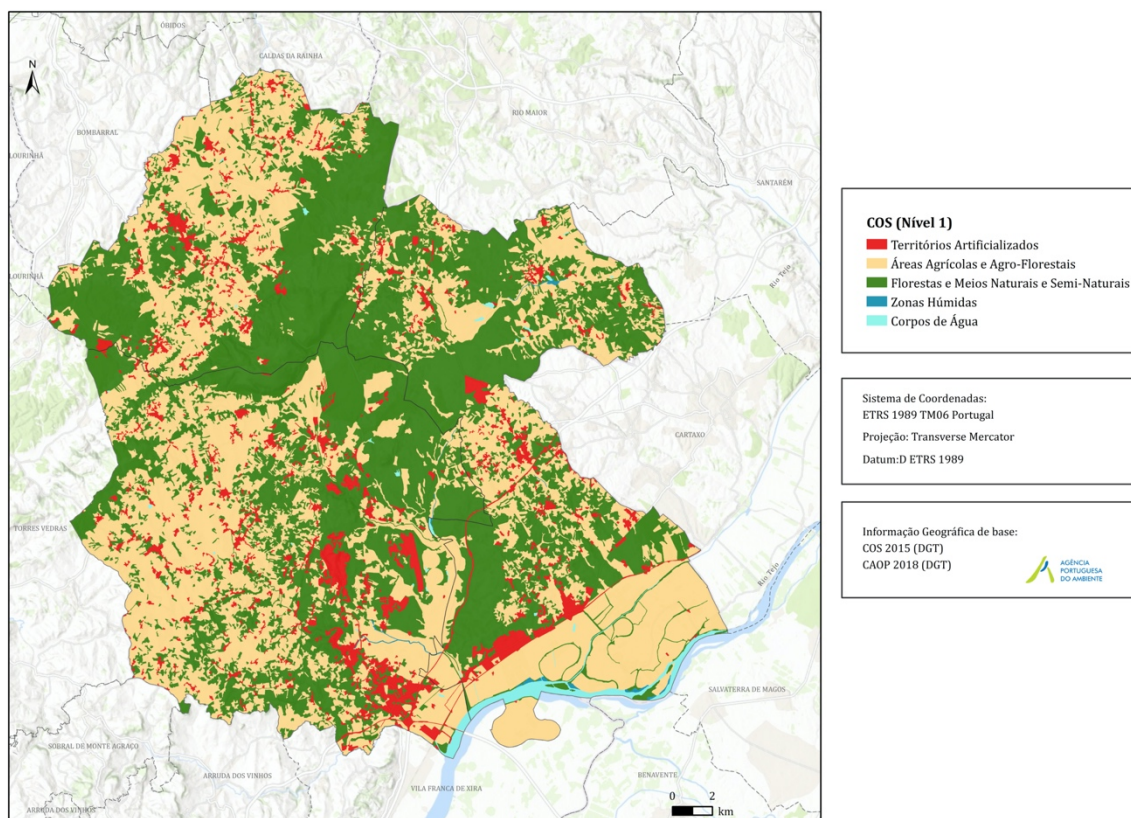 ÓBIDOS
CALDAS DA RAINHA
N
RIO MAIOR
BOMBARRAL
LOURINHÃ
SANTARÉM
LOURINHÃ
Rio Tejo
CARTAXO
TORRES VEDRAS
Rio Tejo
SALVATERRA DE MAGOS
SOBRAL DE MONTE AGRAÇO
ARRUDA DOS VINHOS
BENAVENTE
VILA FRANCA DE XIRA
ARRUDA DOS VINHOS
0 2
km
COS (Nível 1)
Territórios Artificializados
Áreas Agrícolas e Agro-Florestais
Florestas e Meios Naturais e Semi-Naturais
Zonas Húmidas
Corpos de Água
Sistema de Coordenadas:
ETRS 1989 TM06 Portugal
Projeção: Transverse Mercator
Datum:D ETRS 1989
Informação Geográfica de base:
COS 2015 (DGT)
CAOP 2018 (DGT)
AGÊNCIA
PORTUGUESA
DO AMBIENTE